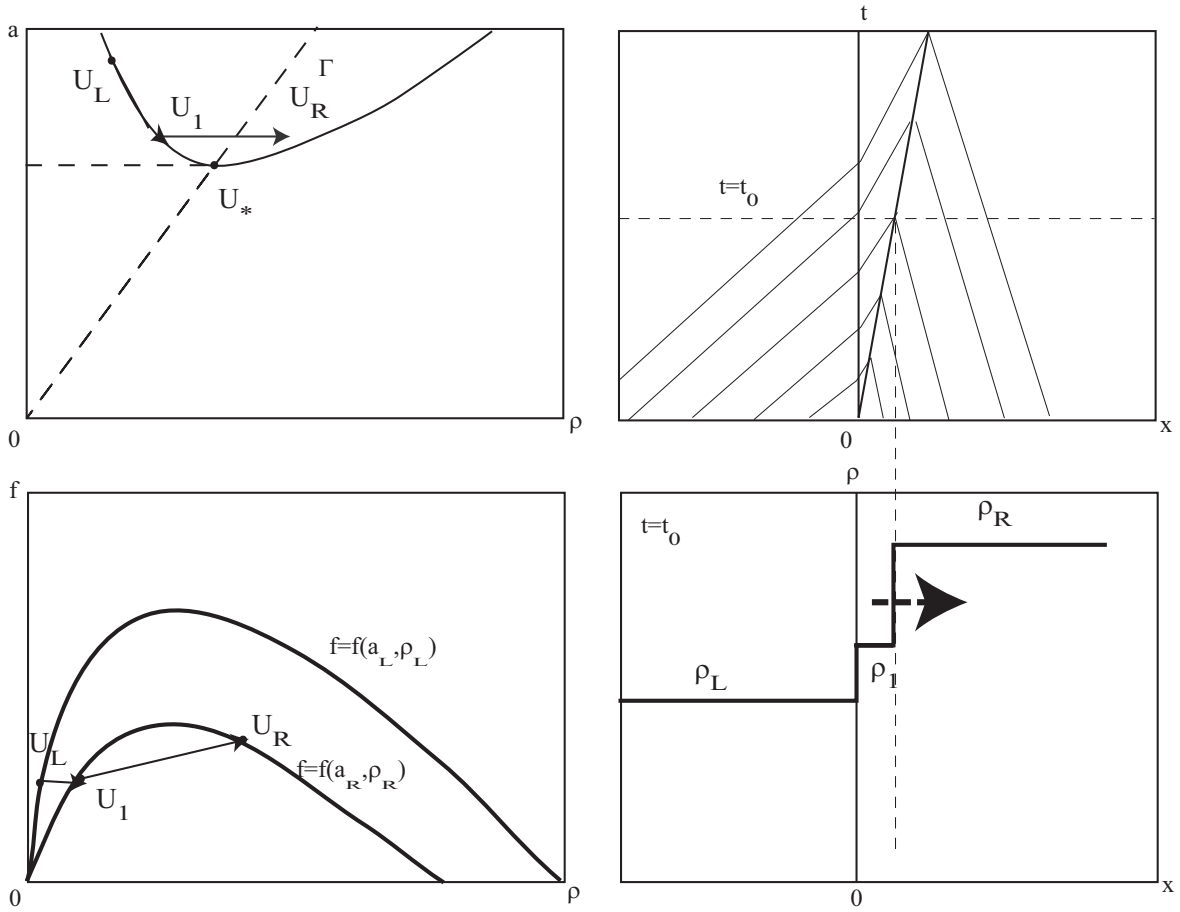 a
U_L
U_1
Γ
U_R
U_*
0
ρ
t
t=t_0
0
x
f
f=f(a_L,ρ_L)
U_L
U_R
f=f(a_R,ρ_R)
U_1
0
ρ
ρ
t=t_0
ρ_R
ρ_L
ρ_1
0
x